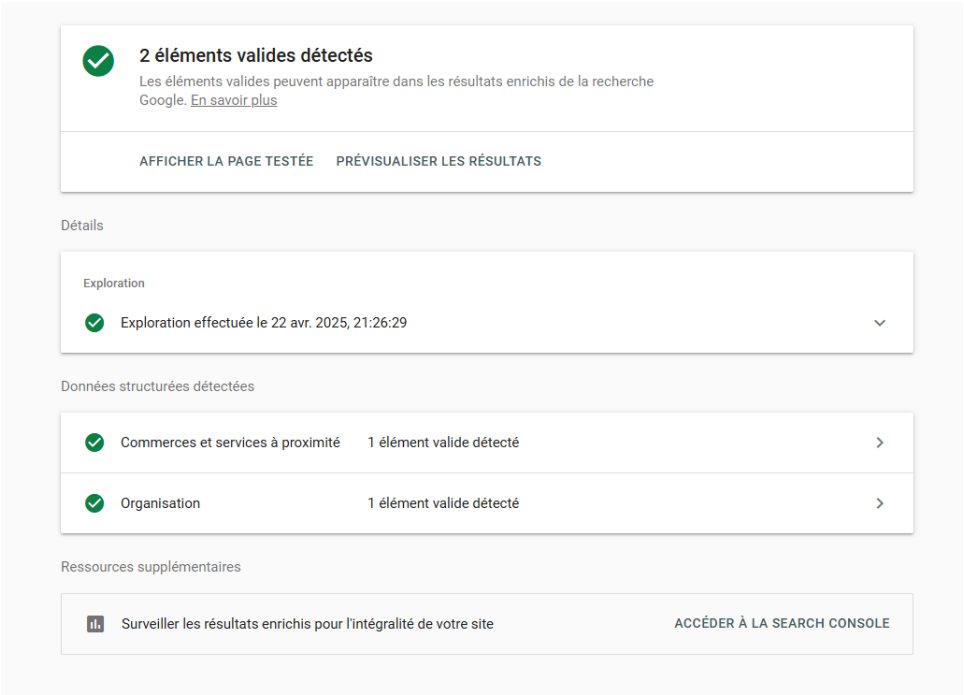 2 éléments valides détectés
Les éléments valides peuvent apparaître dans les résultats enrichis de la recherche
Google. En savoir plus
AFFICHER LA PAGE TESTÉE PRÉVISUALISER LES RÉSULTATS
Détails
Exploration
Exploration effectuée le 22 avr. 2025, 21:26:29
Données structurées détectées
Commerces et services à proximité 1 élément valide détecté
Organisation 1 élément valide détecté
Ressources supplémentaires
Surveiller les résultats enrichis pour l'intégralité de votre site ACCÉDER À LA SEARCH CONSOLE